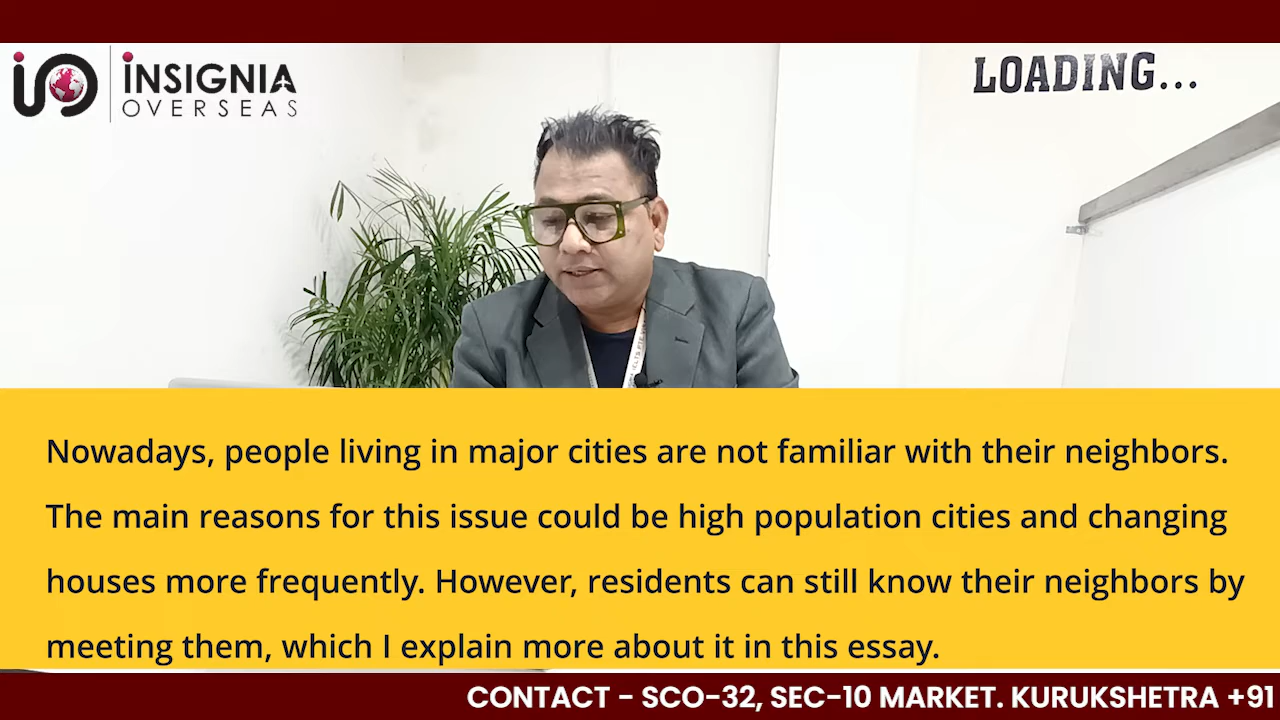 iNSIGNIA
OVERSEAS
LOADING...
Nowadays, people living in major cities are not familiar with their neighbors.
The main reasons for this issue could be high population cities and changing
houses more frequently. However, residents can still know their neighbors by
meeting them, which I explain more about it in this essay.
CONTACT - SCO-32, SEC-10 MARKET. KURUKSHETRA +91